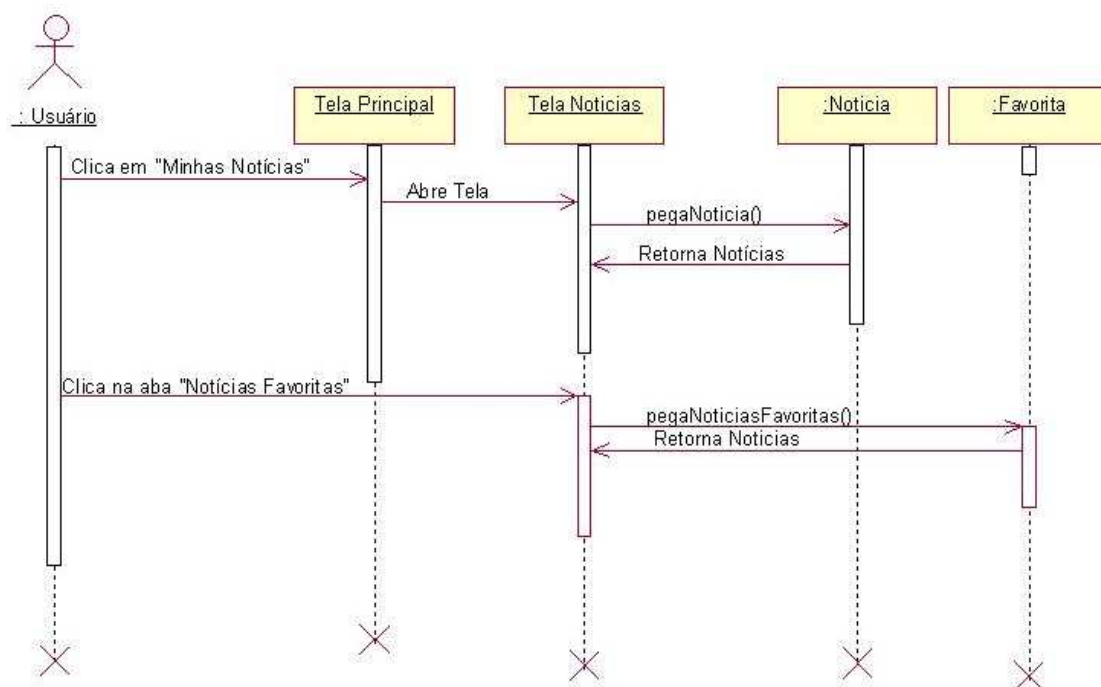 : Usuário
Tela Principal
Tela Noticias
:Noticia
:Favorita
Clica em "Minhas Notícias"
Abre Tela
pegaNoticia()
Retorna Notícias
Clica na aba "Notícias Favoritas"
pegaNoticiasFavoritas()
Retorna Noticias